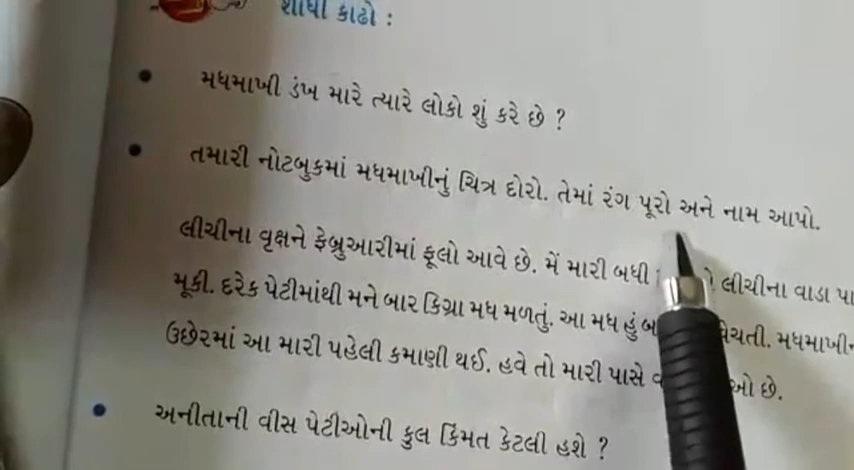 શોધી કાઢો :
મધમાખી ડંખ મારે ત્યારે લોકો શું કરે છે ?
તમારી નોટબુકમાં મધમાખીનું ચિત્ર દોરો. તેમાં રંગ પૂરો અને નામ આપો.
લીચીના વૃક્ષને ફેબ્રુઆરીમાં ફૂલો આવે છે. મેં મારી બધી લીચીના વાડા
મૂકી. દરેક પેટીમાંથી મને બાર કિગ્રા મધ મળતું. આ મધ હું
ઉછેરમાં આ મારી પહેલી કમાણી થઈ. હવે તો મારી પાસે છે.
અનીતાની વીસ પેટીઓની કુલ કિંમત કેટલી હશે ?